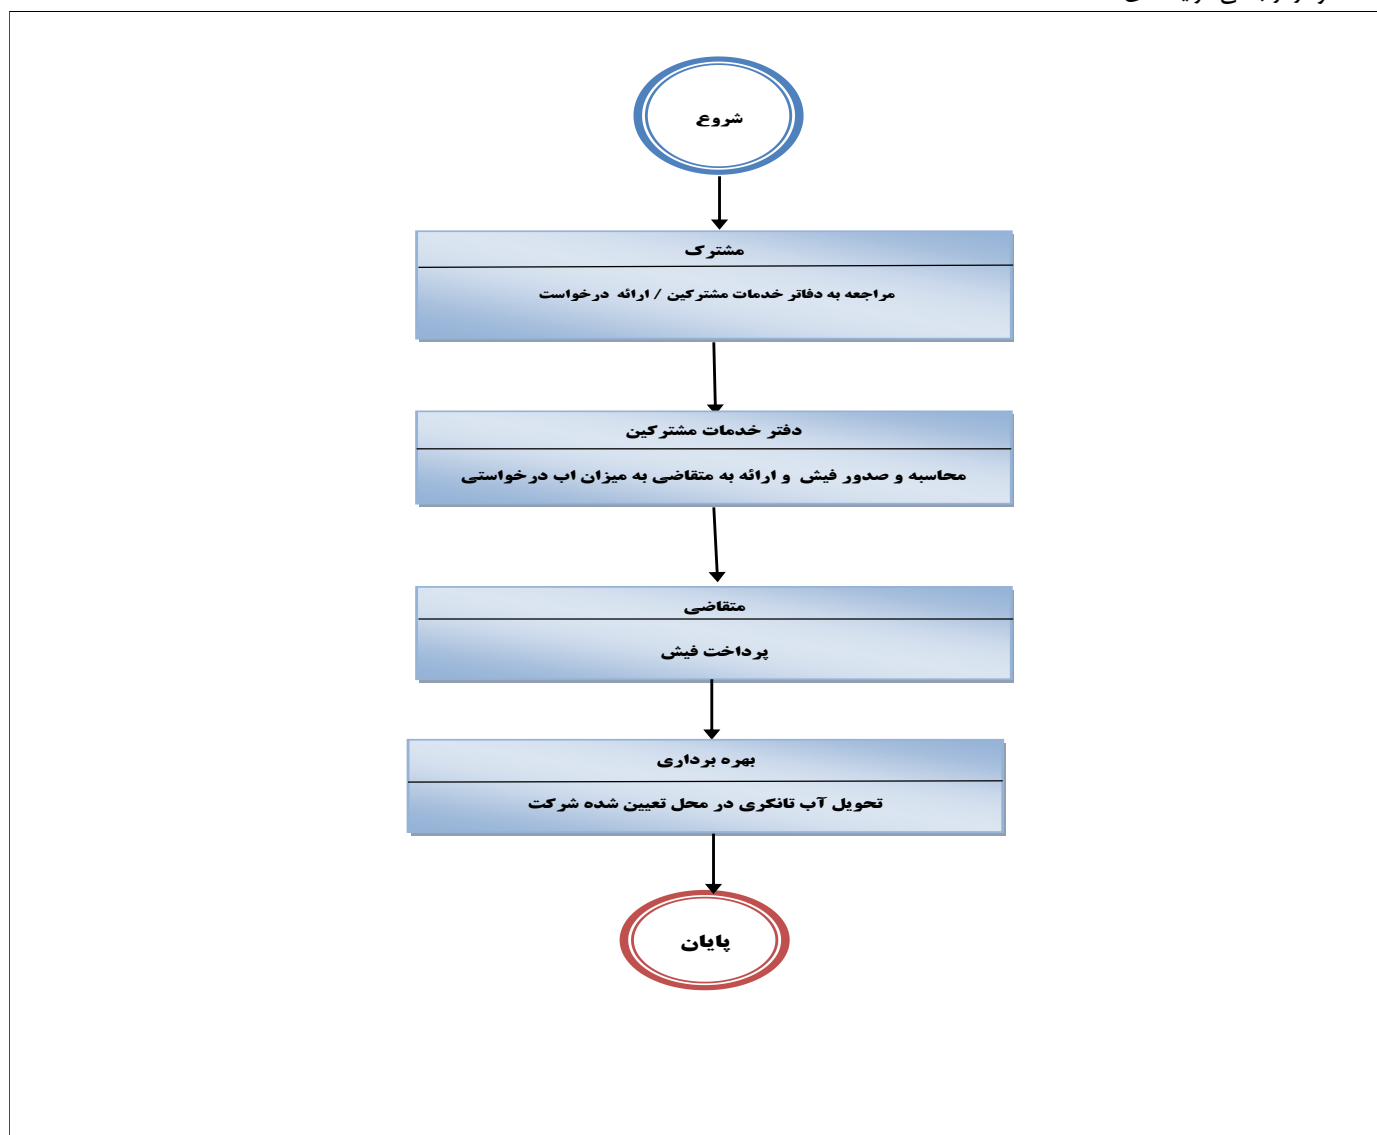 شروع
مشترک
مراجعه به دفاتر خدمات مشترکین / ارائه درخواست
دفتر خدمات مشترکین
محاسبه و صدور فیش و ارائه به متقاضی به میزان اب درخواستی
متقاضی
پرداخت فیش
بهره برداری
تحویل آب تانکری در محل تعیین شده شرکت
پایان